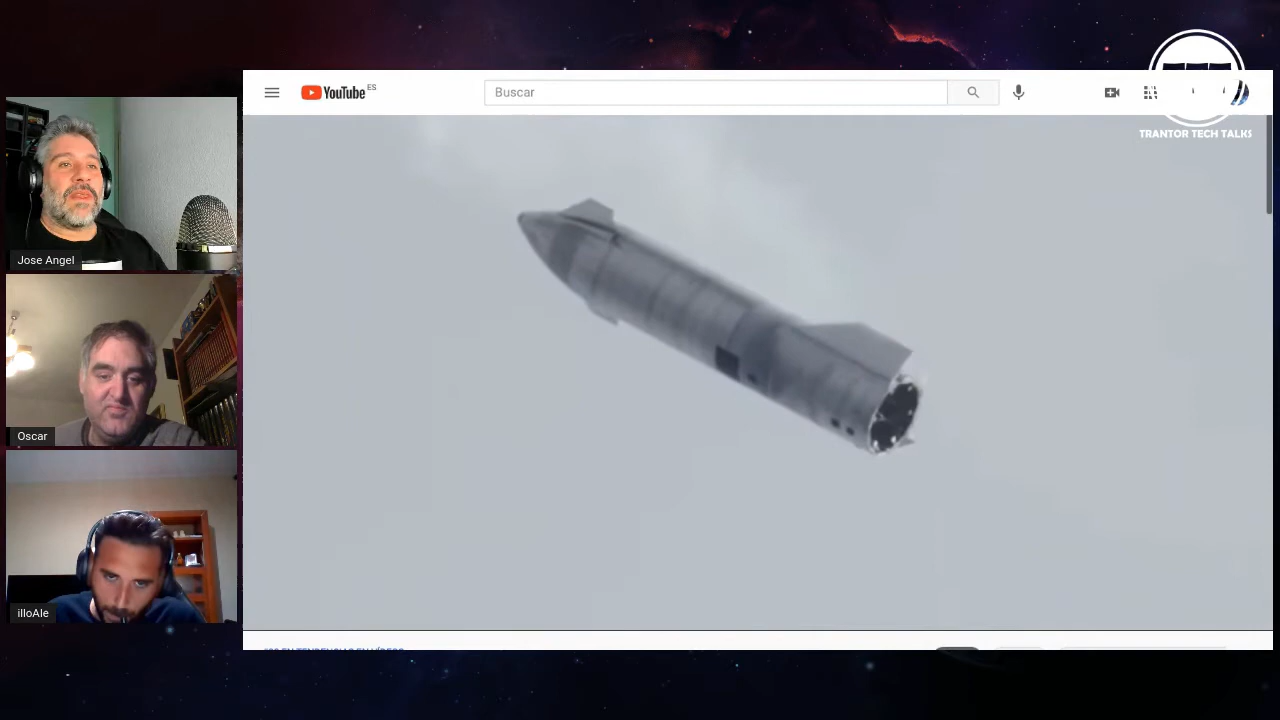 YouTube ES
Buscar
TRANTOR TECH TALKS
Jose Angel
Oscar
illoAle